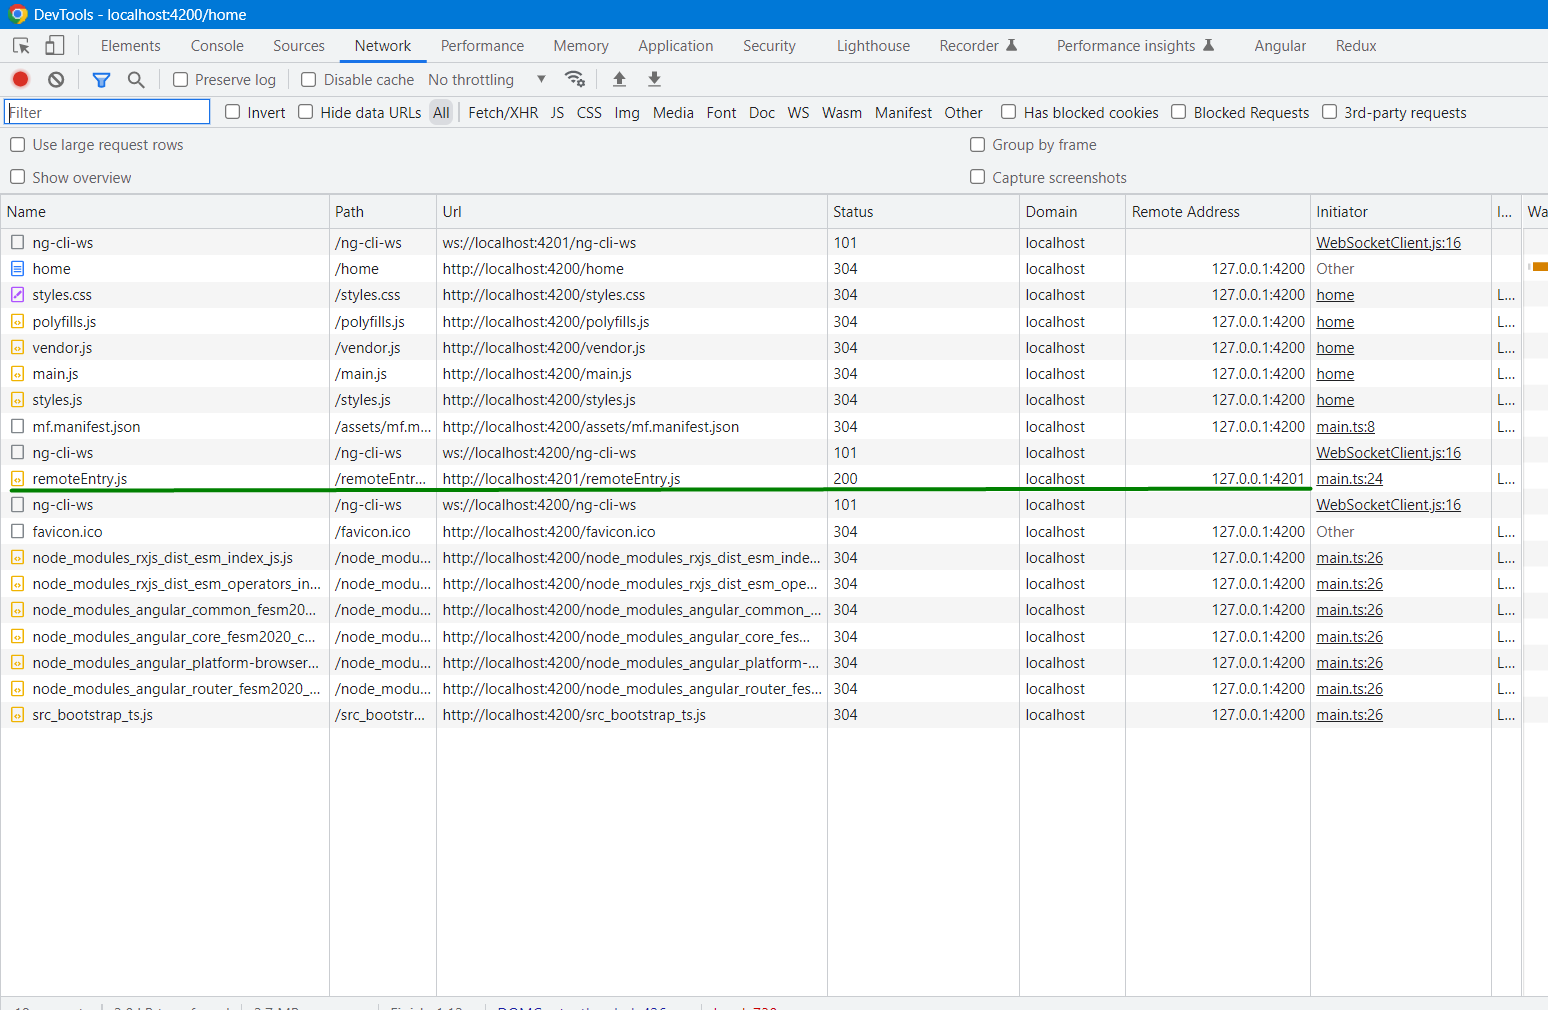 DevTools - localhost:4200/home
Elements Console Sources Network Performance Memory Application Security Lighthouse Recorder Performance insights Angular Redux
Preserve log Disable cache No throttling
Filter Invert Hide data URLs All Fetch/XHR JS CSS Img Media Font Doc WS Wasm Manifest Other Has blocked cookies Blocked Requests 3rd-party requests
Use large request rows Group by frame
Show overview Capture screenshots
Name Path Url Status Domain Remote Address Initiator I... Wa
ng-cli-ws /ng-cli-ws ws://localhost:4201/ng-cli-ws 101 localhost WebSocketClient.js:16
home /home http://localhost:4200/home 304 localhost 127.0.0.1:4200 Other
styles.css /styles.css http://localhost:4200/styles.css 304 localhost 127.0.0.1:4200 home L...
polyfills.js /polyfills.js http://localhost:4200/polyfills.js 304 localhost 127.0.0.1:4200 home L...
vendor.js /vendor.js http://localhost:4200/vendor.js 304 localhost 127.0.0.1:4200 home L...
main.js /main.js http://localhost:4200/main.js 304 localhost 127.0.0.1:4200 home L...
styles.js /styles.js http://localhost:4200/styles.js 304 localhost 127.0.0.1:4200 home L...
mf.manifest.json /assets/mf.m... http://localhost:4200/assets/mf.manifest.json 304 localhost 127.0.0.1:4200 main.ts:8 L...
ng-cli-ws /ng-cli-ws ws://localhost:4200/ng-cli-ws 101 localhost WebSocketClient.js:16
remoteEntry.js /remoteEntr... http://localhost:4201/remoteEntry.js 200 localhost 127.0.0.1:4201 main.ts:24 L...
ng-cli-ws /ng-cli-ws ws://localhost:4200/ng-cli-ws 101 localhost WebSocketClient.js:16
favicon.ico /favicon.ico http://localhost:4200/favicon.ico 304 localhost 127.0.0.1:4200 Other L...
node_modules_rxjs_dist_esm_index_js.js /node_modu... http://localhost:4200/node_modules_rxjs_dist_esm_inde... 304 localhost 127.0.0.1:4200 main.ts:26 L...
node_modules_rxjs_dist_esm_operators_in... /node_modu... http://localhost:4200/node_modules_rxjs_dist_esm_ope... 304 localhost 127.0.0.1:4200 main.ts:26 L...
node_modules_angular_common_fesm20... /node_modu... http://localhost:4200/node_modules_angular_common_... 304 localhost 127.0.0.1:4200 main.ts:26 L...
node_modules_angular_core_fesm2020_c... /node_modu... http://localhost:4200/node_modules_angular_core_fes... 304 localhost 127.0.0.1:4200 main.ts:26 L...
node_modules_angular_platform-browser... /node_modu... http://localhost:4200/node_modules_angular_platform-... 304 localhost 127.0.0.1:4200 main.ts:26 L...
node_modules_angular_router_fesm2020_... /node_modu... http://localhost:4200/node_modules_angular_router_fes... 304 localhost 127.0.0.1:4200 main.ts:26 L...
src_bootstrap_ts.js /src_bootstr... http://localhost:4200/src_bootstrap_ts.js 304 localhost 127.0.0.1:4200 main.ts:26 L...